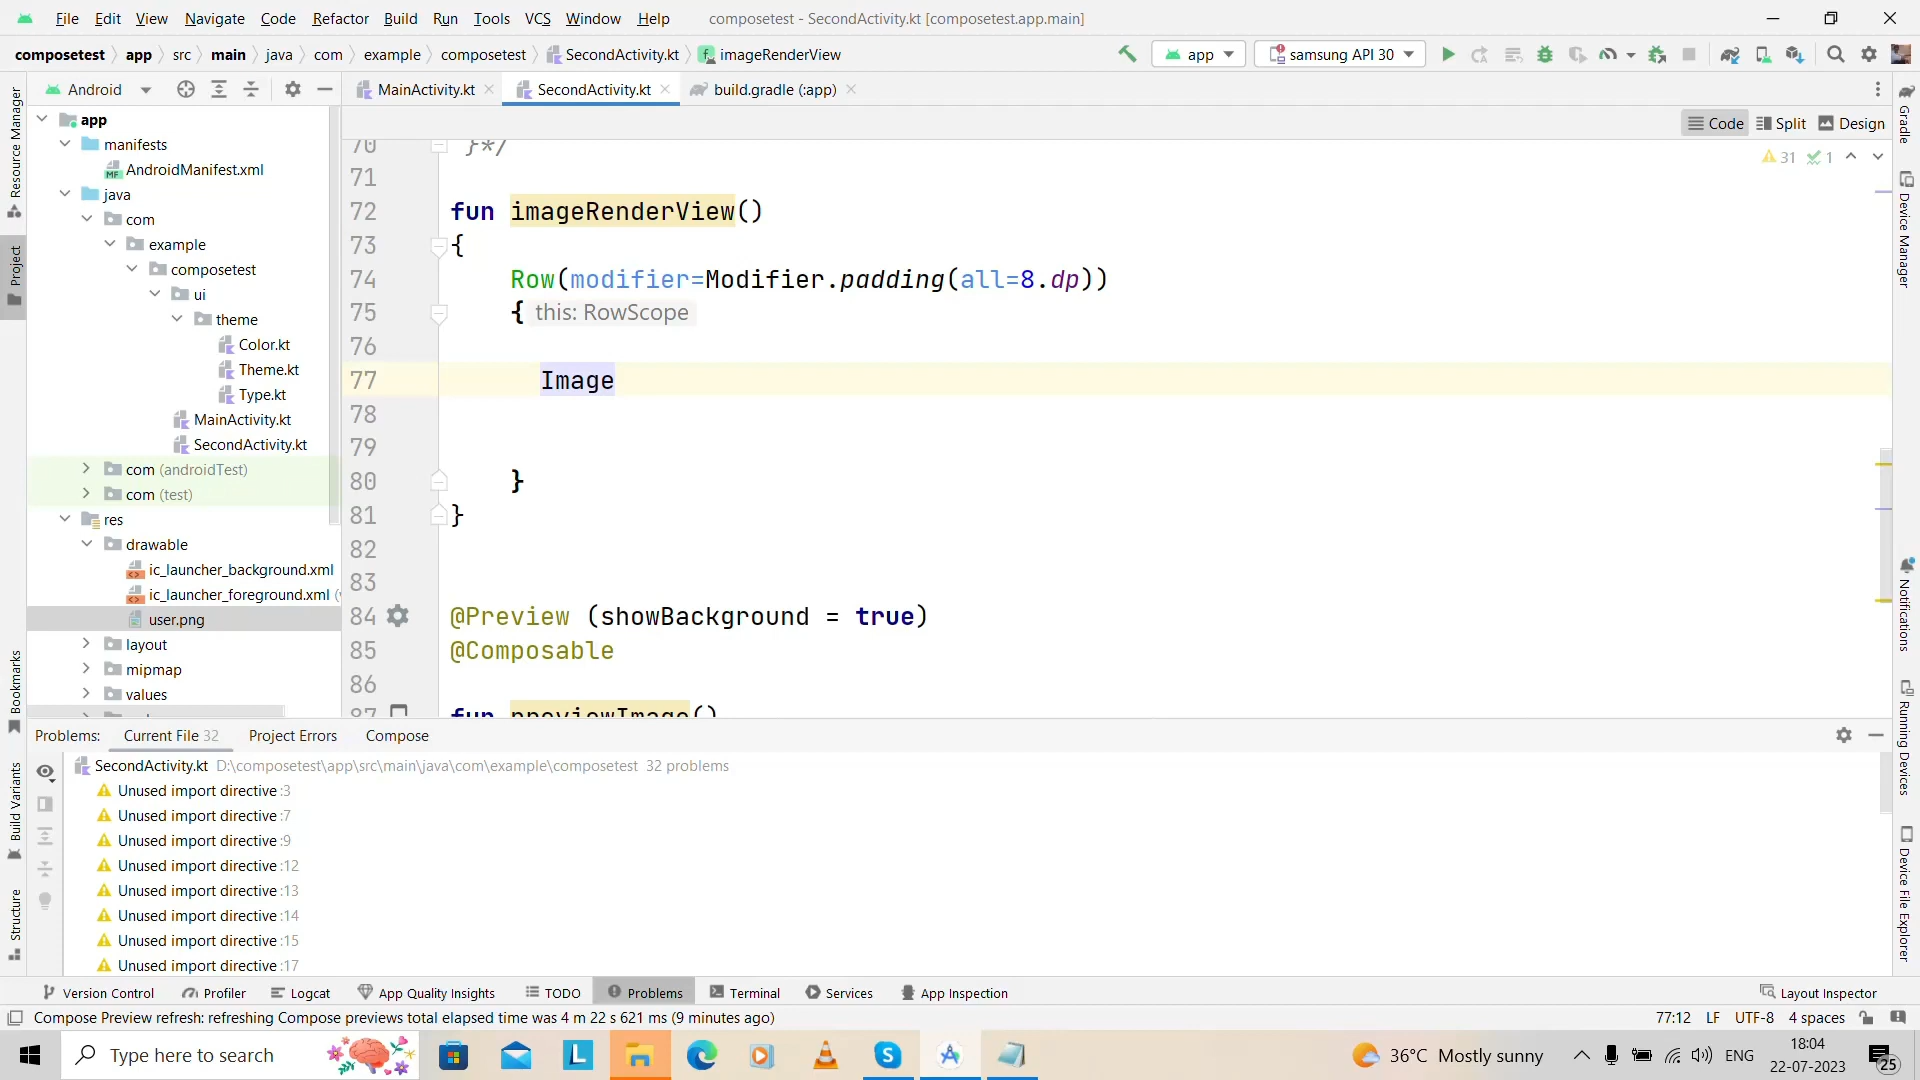 File Edit View Navigate Code Refactor Build Run Tools VCS Window Help composetest - SecondActivity.kt [composetest.app.main]
composetest app src main java com example composetest SecondActivity.kt imageRenderView app samsung API 30
Android MainActivity.kt SecondActivity.kt build.gradle (:app)
Code Split Design
31 1
Resource Manager
Project
Bookmarks
Build Variants
Structure
app
manifests
AndroidManifest.xml
java
com
example
composetest
ui
theme
Color.kt
Theme.kt
Type.kt
MainActivity.kt
SecondActivity.kt
com (androidTest)
com (test)
res
drawable
ic_launcher_background.xml
ic_launcher_foreground.xml
user.png
layout
mipmap
values
70 }*/
71
72 fun imageRenderView()
73 {
74 Row(modifier=Modifier.padding(all=8.dp))
75 { this: RowScope
76
77 Image
78
79
80 }
81 }
82
83
84 @Preview (showBackground = true)
85 @Composable
86
87 fun previewImage()
Gradle
Device Manager
Notifications
Running Devices
Device File Explorer
Problems: Current File 32 Project Errors Compose
SecondActivity.kt D:\composetest\app\src\main\java\com\example\composetest 32 problems
Unused import directive :3
Unused import directive :7
Unused import directive :9
Unused import directive :12
Unused import directive :13
Unused import directive :14
Unused import directive :15
Unused import directive :17
Version Control Profiler Logcat App Quality Insights TODO Problems Terminal Services App Inspection Layout Inspector
Compose Preview refresh: refreshing Compose previews total elapsed time was 4 m 22 s 621 ms (9 minutes ago) 77:12 LF UTF-8 4 spaces
Type here to search L S 36°C Mostly sunny ENG 18:04
22-07-2023 25